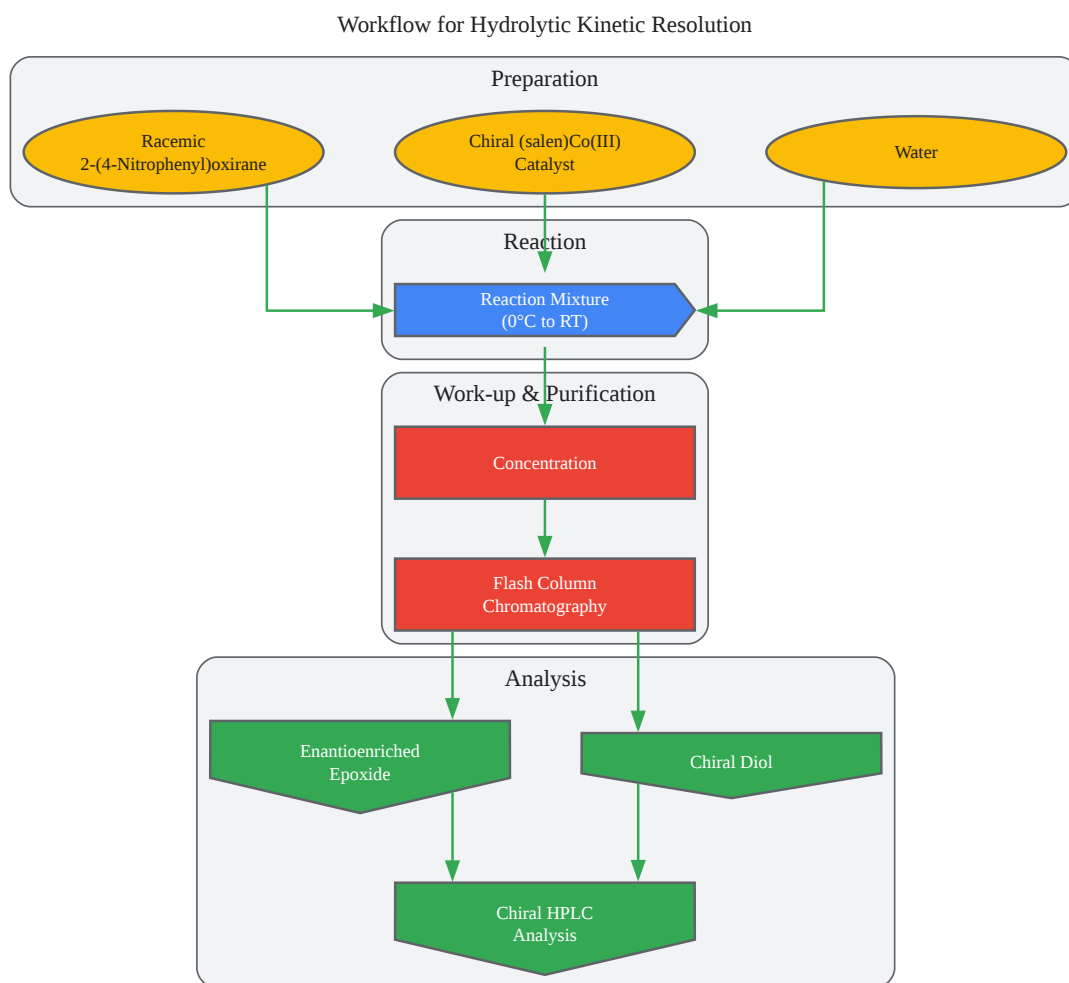 Workflow for Hydrolytic Kinetic Resolution
Preparation
Racemic
2-(4-Nitrophenyl)oxirane
Chiral (salen)Co(III)
Catalyst
Water
Reaction
Reaction Mixture
(0°C to RT)
Work-up & Purification
Concentration
Flash Column
Chromatography
Analysis
Enantioenriched
Epoxide
Chiral Diol
Chiral HPLC
Analysis